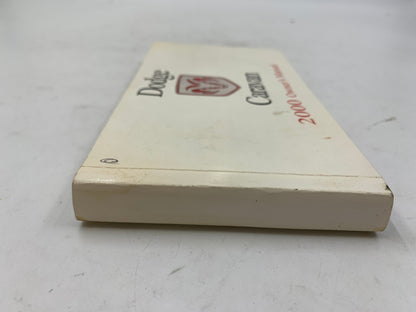 Dodge
Caravan
2000 Owner's Manual